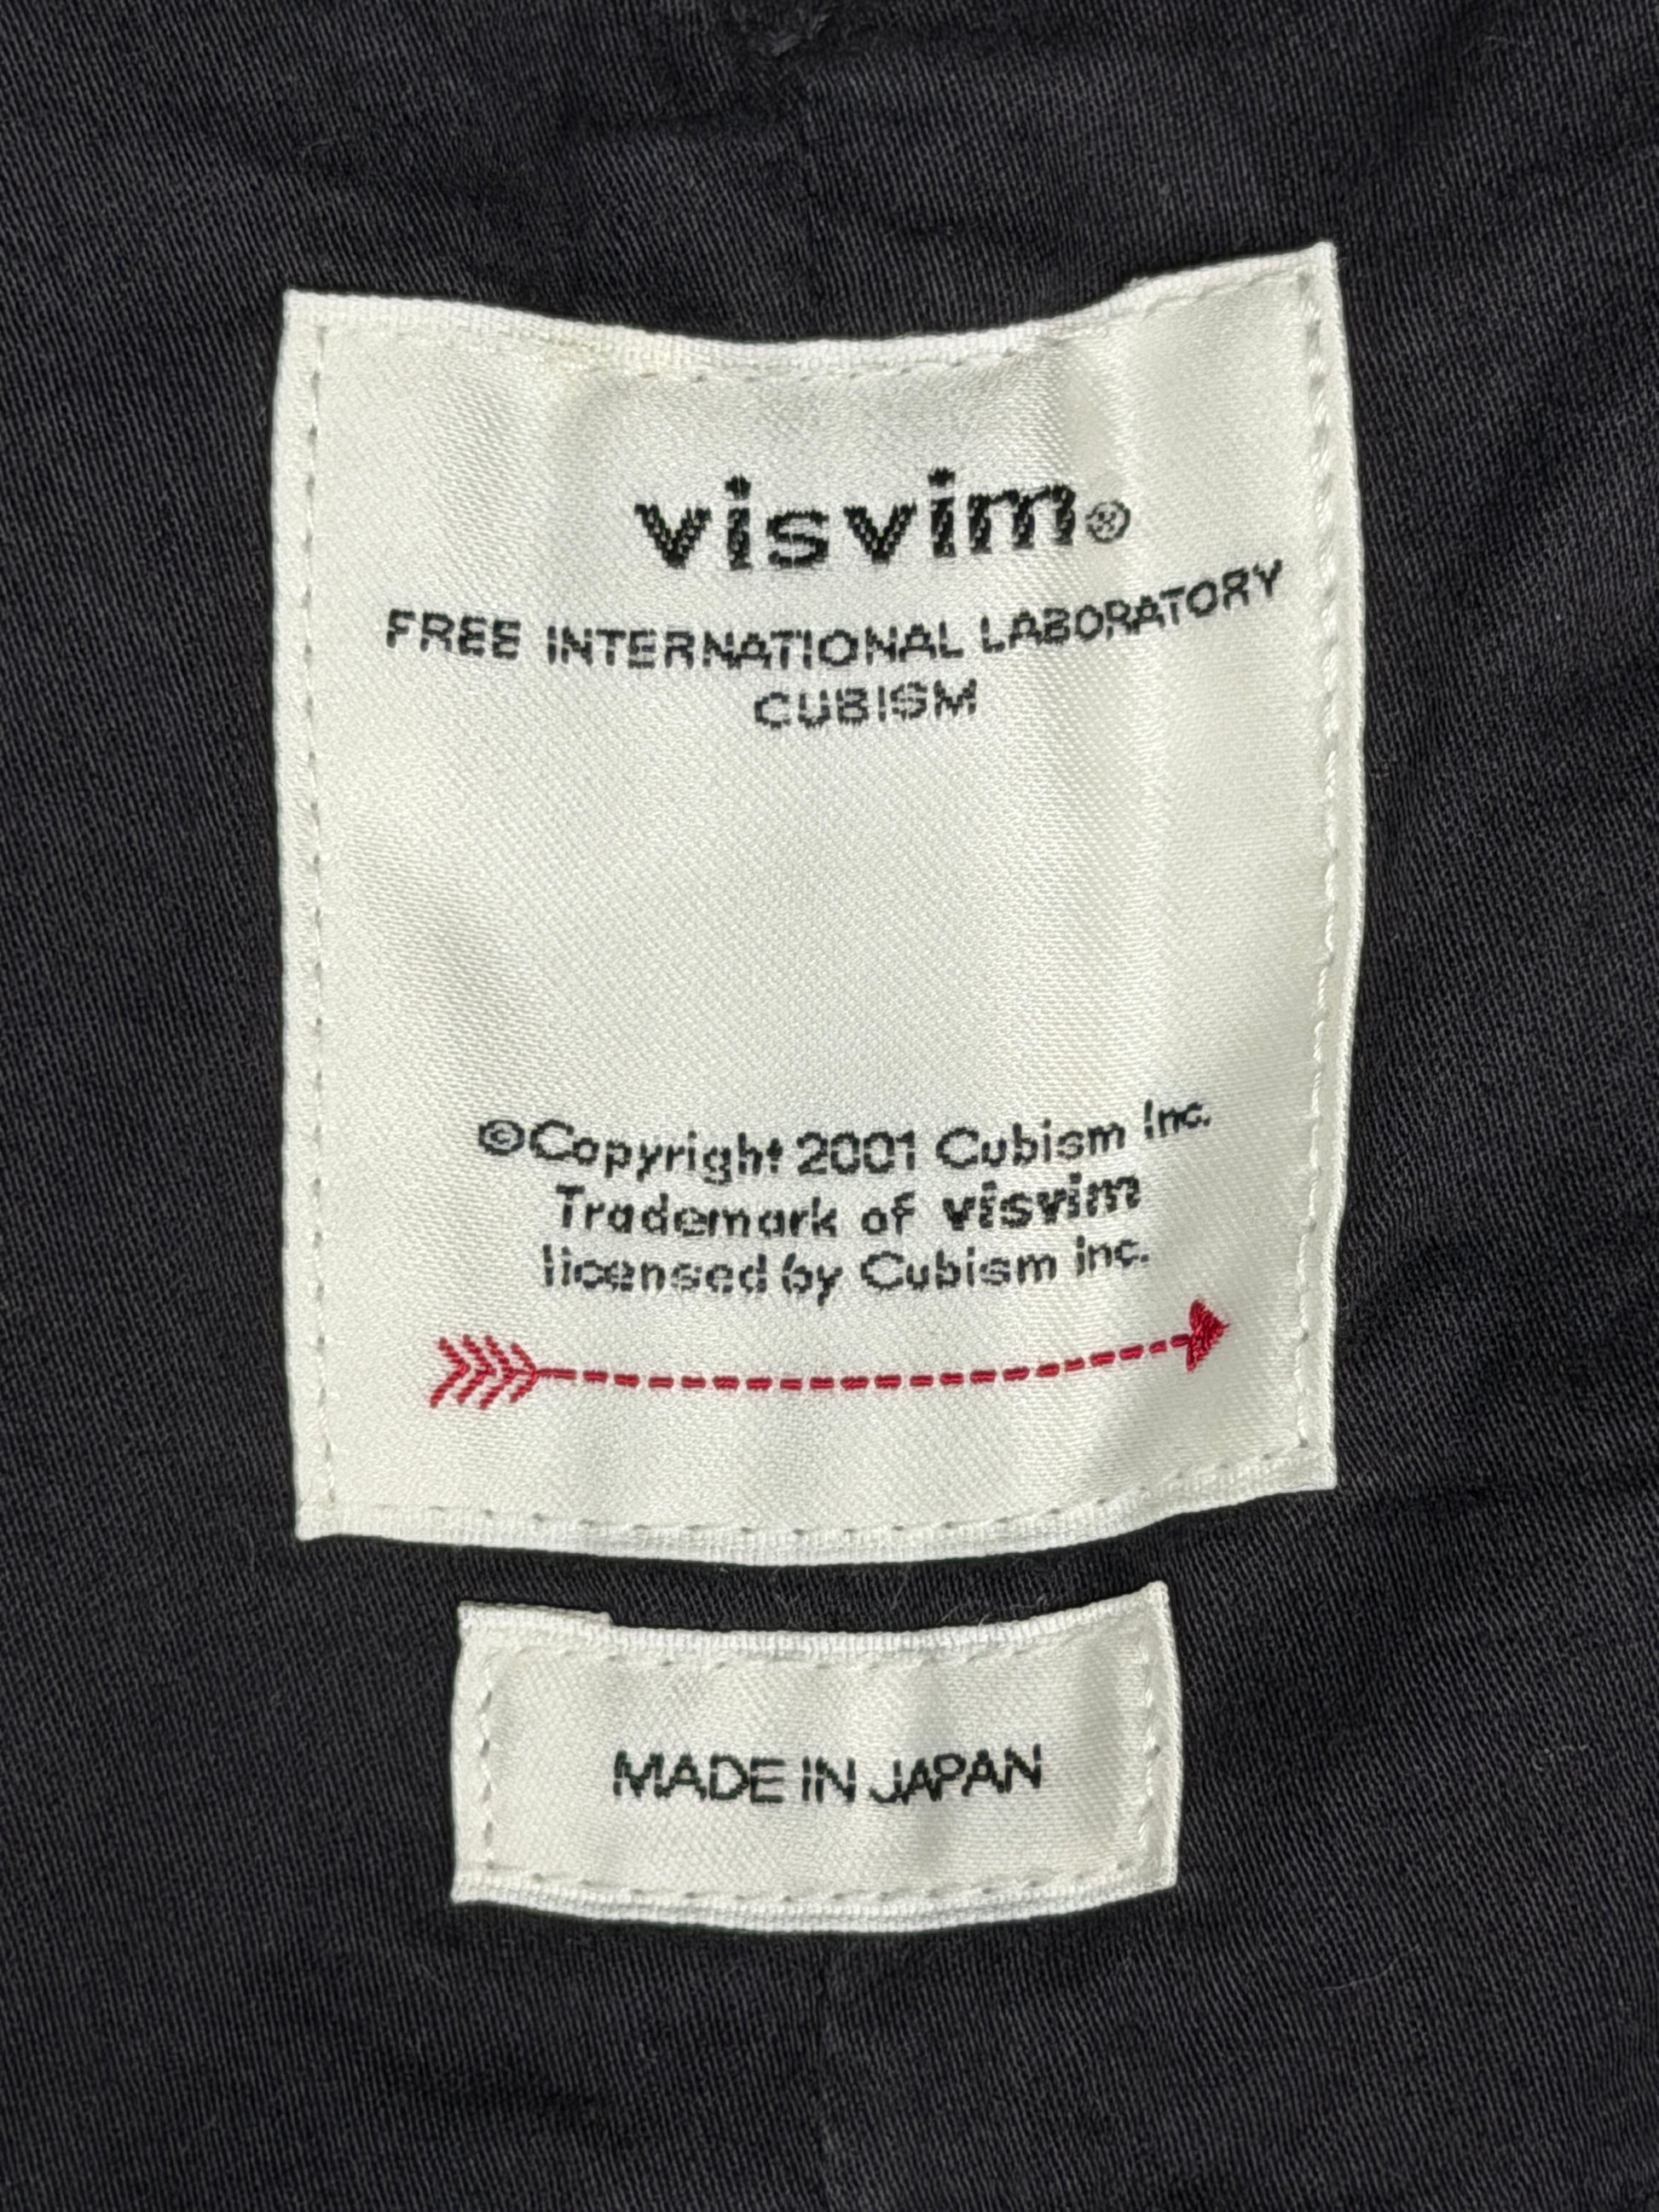 visvim®
FREE INTERNATIONAL LABORATORY
CUBISM
©Copyright 2001 Cubism Inc.
Trademark of visvim
licensed by Cubism inc.
MADE IN JAPAN